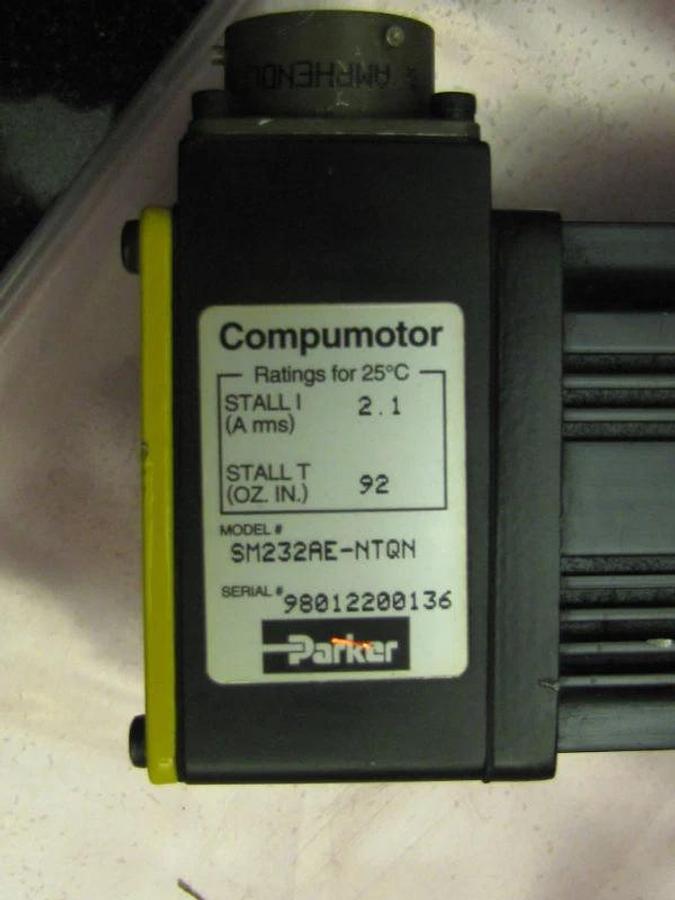 AMPHENOL
Compumotor
Ratings for 25°C
STALL I 2.1
(A rms)
STALL T 92
(OZ. IN.)
MODEL #
SM232AE-NTQN
SERIAL # 98012200136
Parker